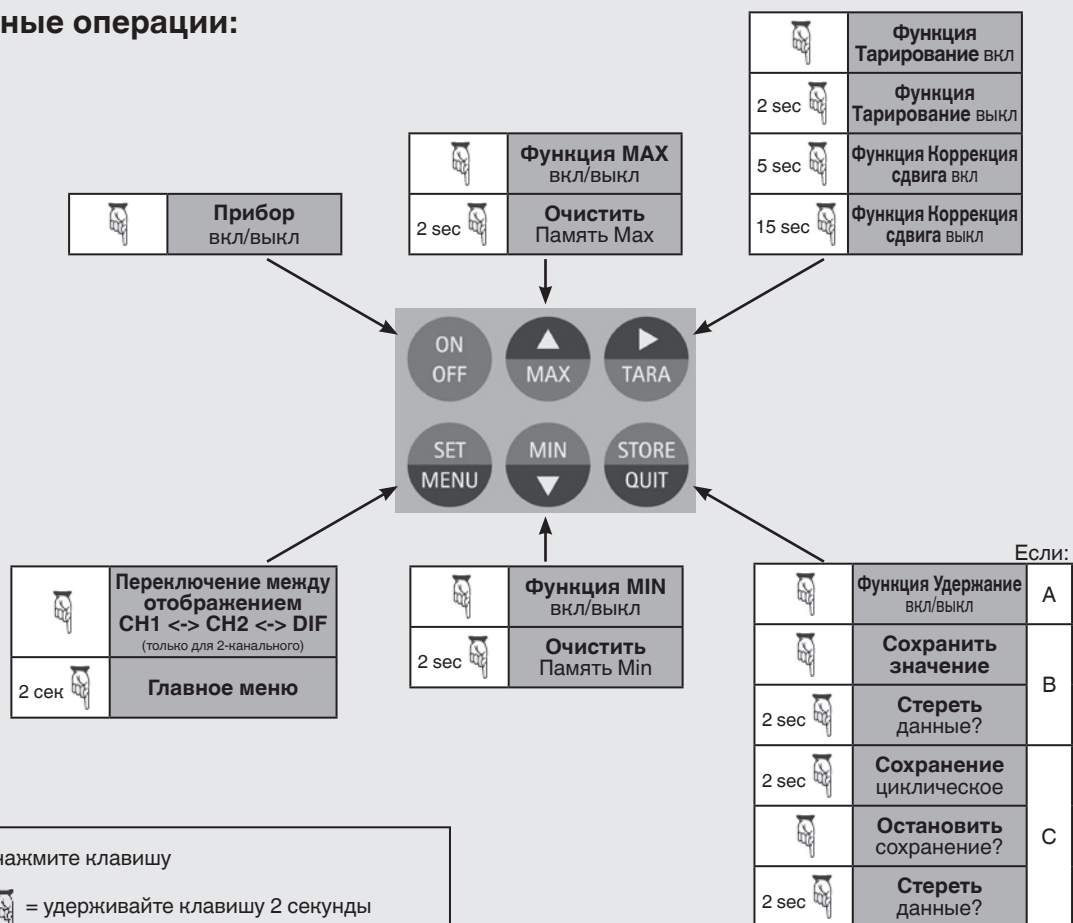 ные операции:
Функция
Тарирование вкл
2 sec
Функция
Тарирование выкл
5 sec
Функция Коррекция
сдвига вкл
15 sec
Функция Коррекция
сдвига выкл
Функция MAX
вкл/выкл
2 sec
Очистить
Память Max
Прибор
вкл/выкл
ON
OFF
MAX
TARA
SET
MENU
MIN
STORE
QUIT
Переключение между
отображением
CH1 <-> CH2 <-> DIF
(только для 2-канального)
2 сек
Главное меню
Функция MIN
вкл/выкл
2 sec
Очистить
Память Min
Если:
Функция Удержание
вкл/выкл
A
Сохранить
значение
B
2 sec
Стереть
данные?
2 sec
Сохранение
циклическое
Остановить
сохранение?
C
2 sec
Стереть
данные?
нажмите клавишу
= удерживайте клавишу 2 секунды